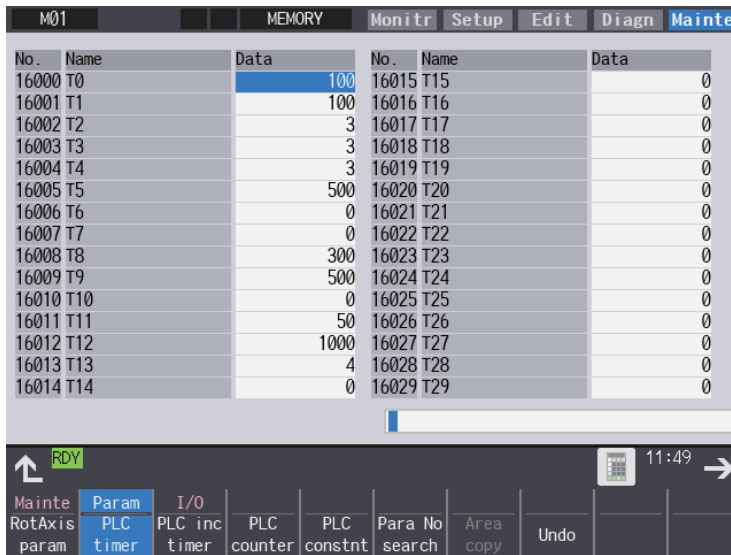 M01 MEMORY Monitr Setup Edit Diagn Mainte
No. Name Data No. Name Data
16000 T0 100 16015 T15 0
16001 T1 100 16016 T16 0
16002 T2 3 16017 T17 0
16003 T3 3 16018 T18 0
16004 T4 3 16019 T19 0
16005 T5 500 16020 T20 0
16006 T6 0 16021 T21 0
16007 T7 0 16022 T22 0
16008 T8 300 16023 T23 0
16009 T9 500 16024 T24 0
16010 T10 0 16025 T25 0
16011 T11 50 16026 T26 0
16012 T12 1000 16027 T27 0
16013 T13 4 16028 T28 0
16014 T14 0 16029 T29 0
RDY 11:49
Mainte Param I/O
RotAxis PLC PLC inc PLC PLC Para No Area Undo
param timer timer counter constnt search copy